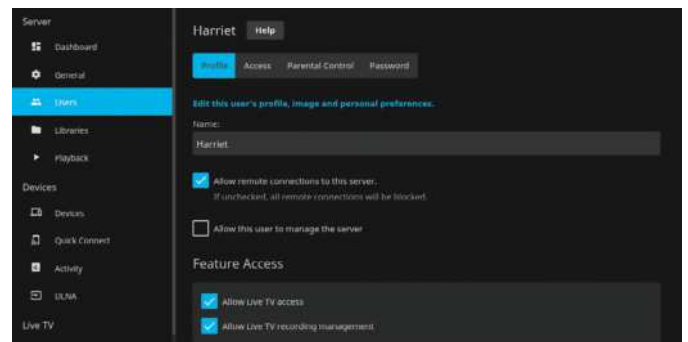 Server
Dashboard
General
Users
Libraries
Playback
Devices
Devices
Quick Connect
Activity
DLNA
Live TV
Harriet Help
Profile Access Parental Control Password
Edit this user's profile, image and personal preferences.
Name:
Harriet
Allow remote connections to this server.
If unchecked, all remote connections will be blocked.
Allow this user to manage the server
Feature Access
Allow Live TV access
Allow Live TV recording management